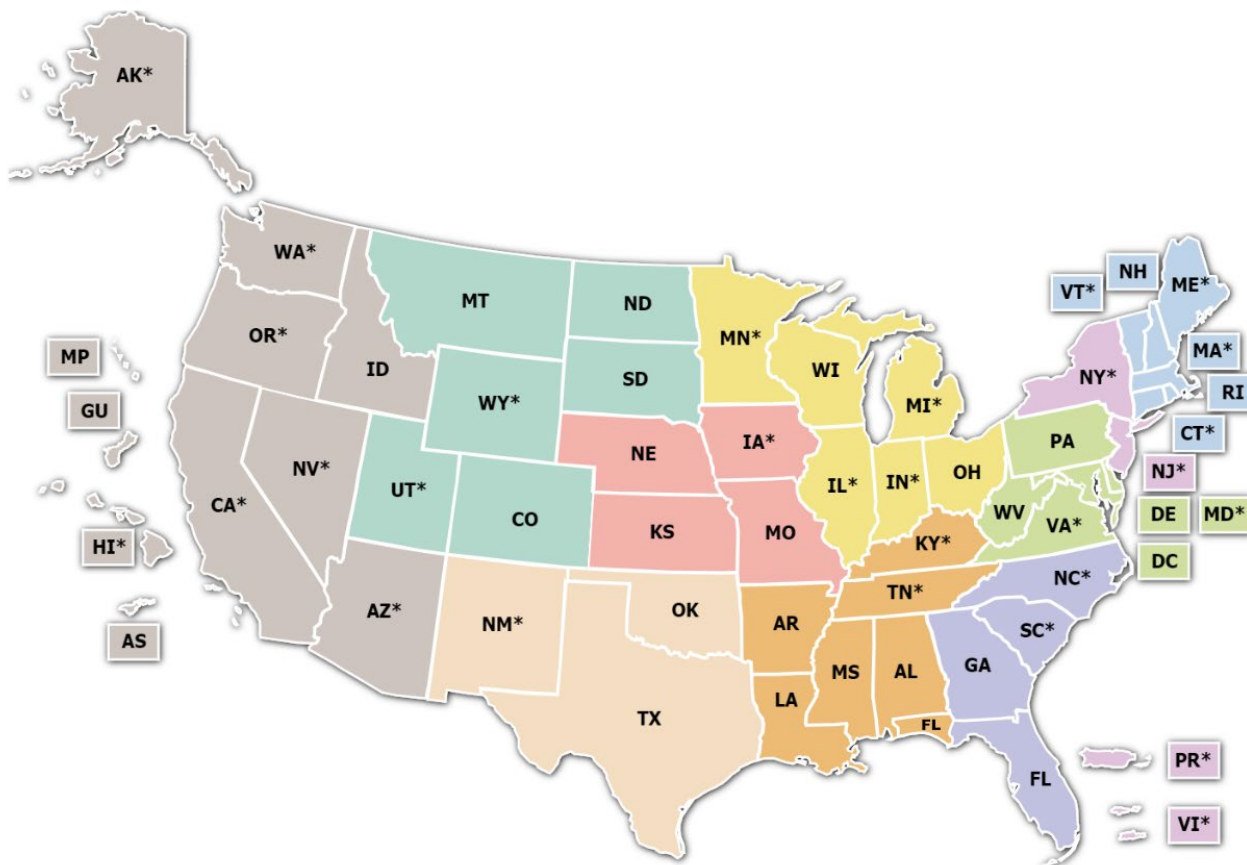 AK*
WA*
MT
ND
MN*
VT*
NH
ME*
OR*
ID
WI
MA*
MP
SD
NY*
RI
GU
WY*
MI*
CT*
NV*
NE
IA*
PA
NJ*
CA*
UT*
IL*
IN*
OH
HI*
CO
KS
MO
WV
VA*
DE
MD*
KY*
DC
AZ*
NM*
OK
TN*
NC*
AS
AR
SC*
TX
LA
MS
AL
GA
FL
FL
PR*
VI*